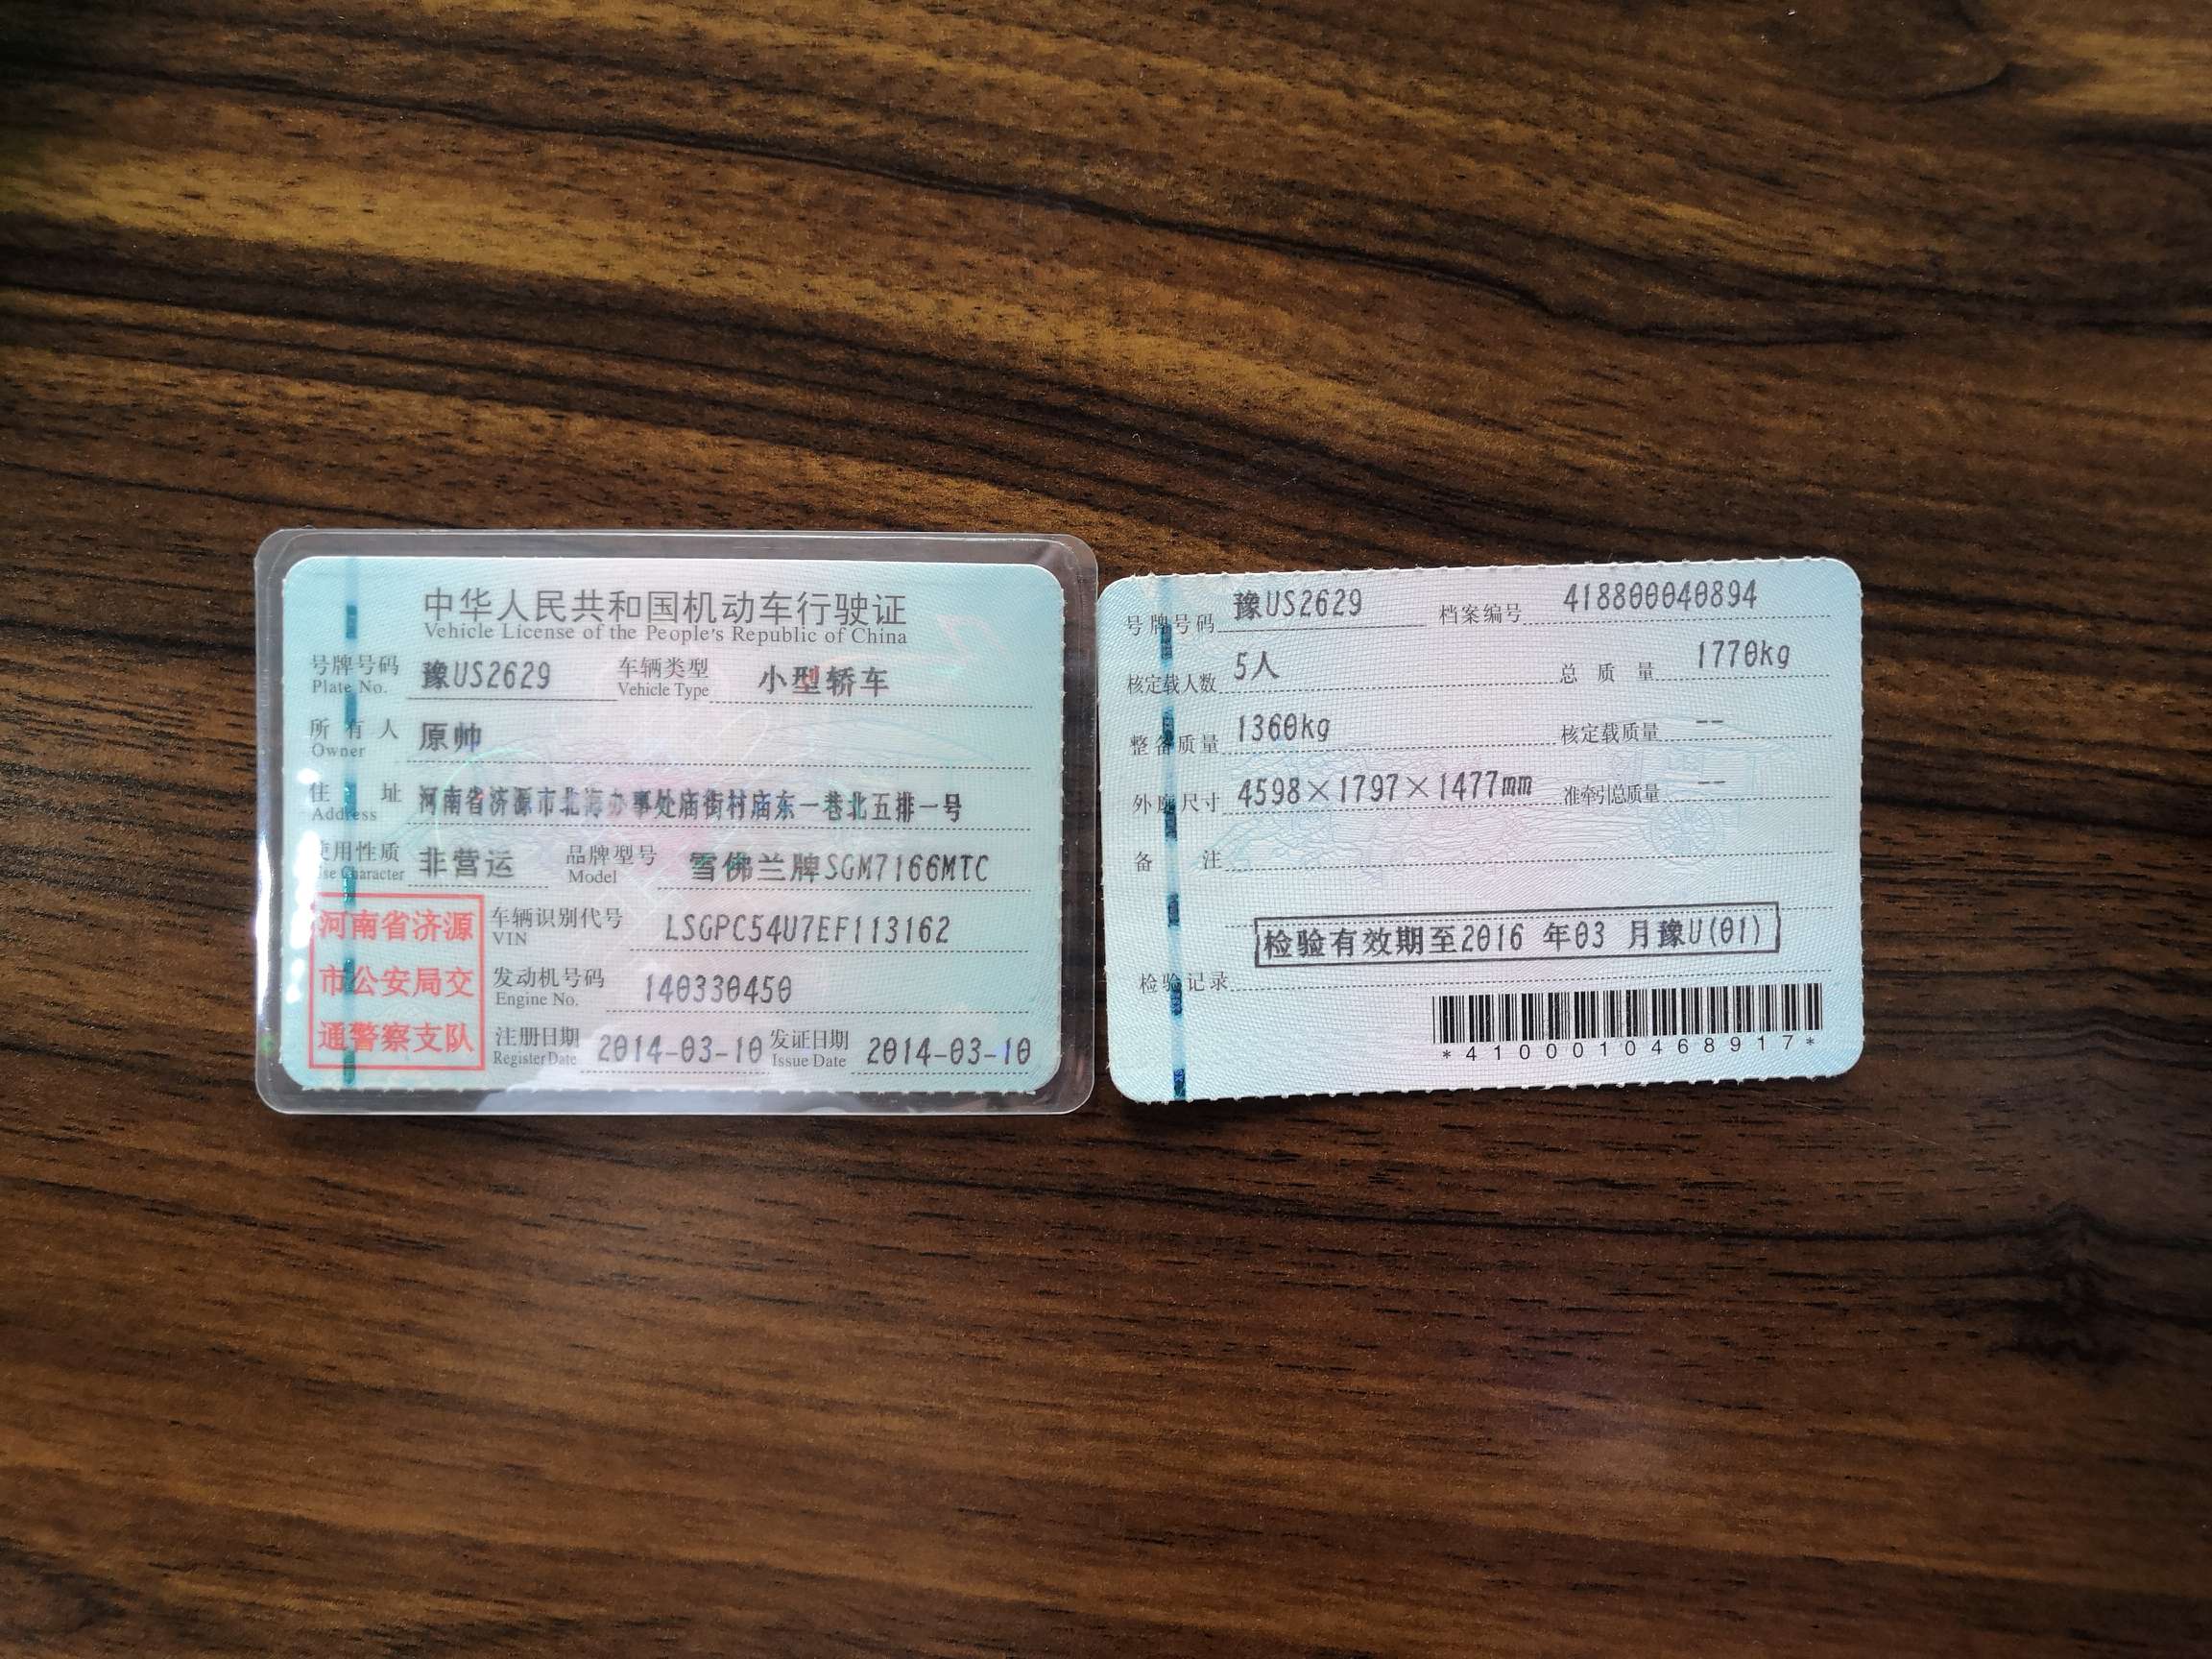 中华人民共和国机动车行驶证
Vehicle License of the People's Republic of China
号牌号码 豫US2629 车辆类型 小型轿车
Plate No. Vehicle Type
所有人 原帅
Owner
住址 河南省济源市北海办事处庙街村庙东一巷北五排一号
Address
使用性质 非营运 品牌型号 雪佛兰牌SGM7166MTC
Use Character Model
河南省济源
市公安局交
通警察支队
车辆识别代号 LSGPC54U7EF113162
VIN
发动机号码 140330450
Engine No.
注册日期 2014-03-10 发证日期 2014-03-10
Register Date Issue Date
号牌号码 豫US2629 档案编号 418800040894
核定载人数 5人 总质量 1770kg
整备质量 1360kg 核定载质量 --
外廓尺寸 4598×1797×1477mm 准牵引总质量 --
备注
检验有效期至2016 年03 月豫U(01)
检验记录
*4100010468917*